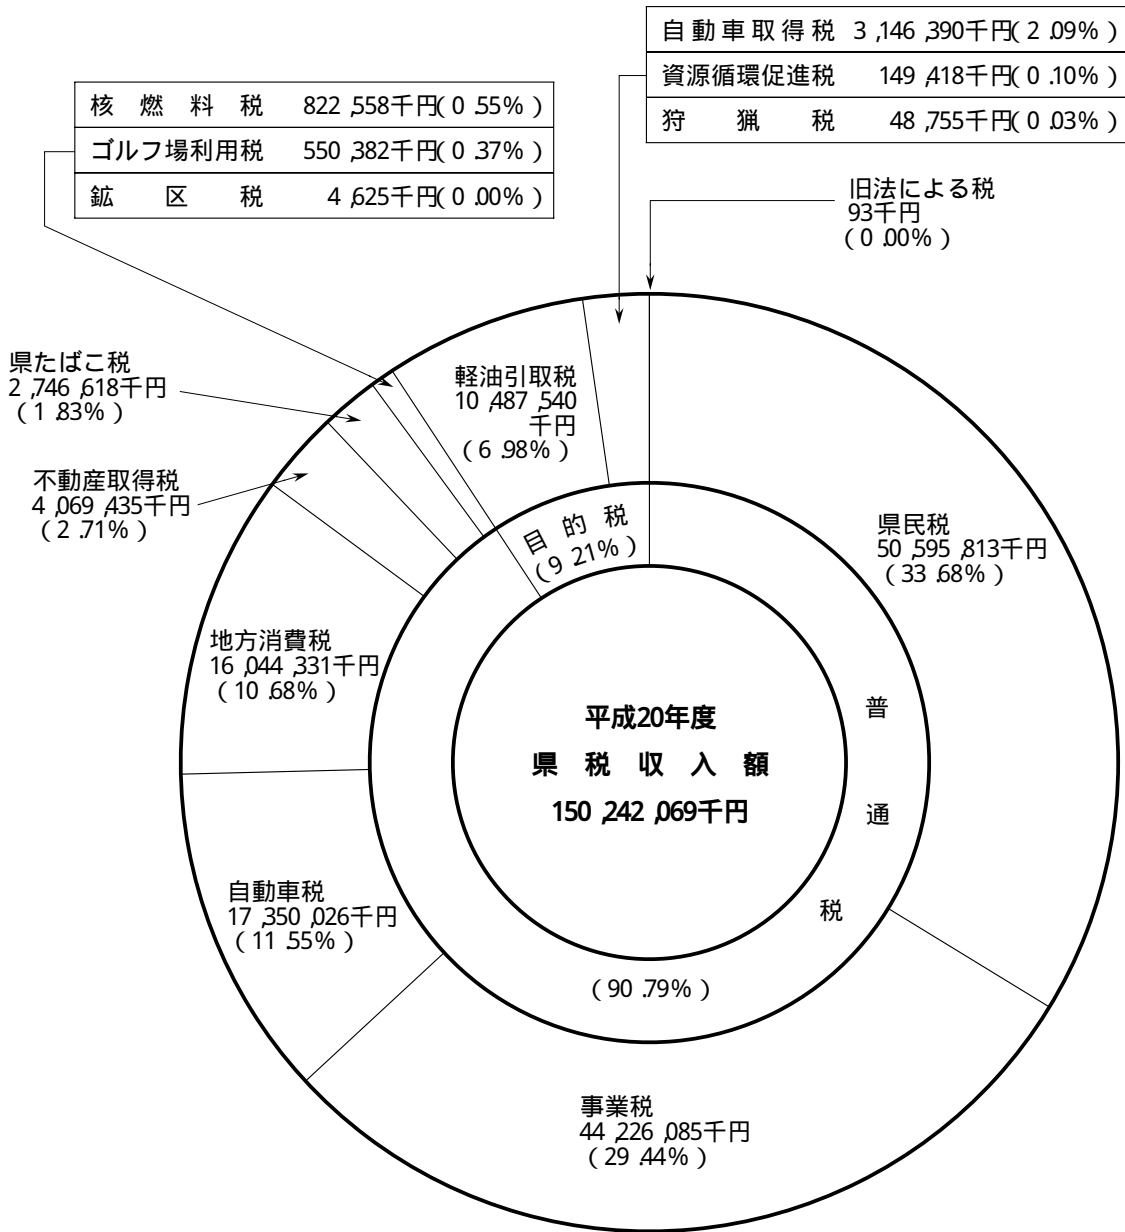 自動車取得税 3,146,390千円(2.09%)
資源循環促進税 149,418千円(0.10%)
狩猟税 48,755千円(0.03%)
核燃料税 822,558千円(0.55%)
ゴルフ場利用税 550,382千円(0.37%)
鉱区税 4,625千円(0.00%)
旧法による税
93千円
(0.00%)
県たばこ税
2,746,618千円
(1.83%)
軽油引取税
10,487,540
千円
(6.98%)
不動産取得税
4,069,435千円
(2.71%)
目的税
(9.21%)
県民税
50,595,813千円
(33.68%)
地方消費税
16,044,331千円
(10.68%)
平成20年度
県税収入額
150,242,069千円
普通税
(90.79%)
自動車税
17,350,026千円
(11.55%)
事業税
44,226,085千円
(29.44%)